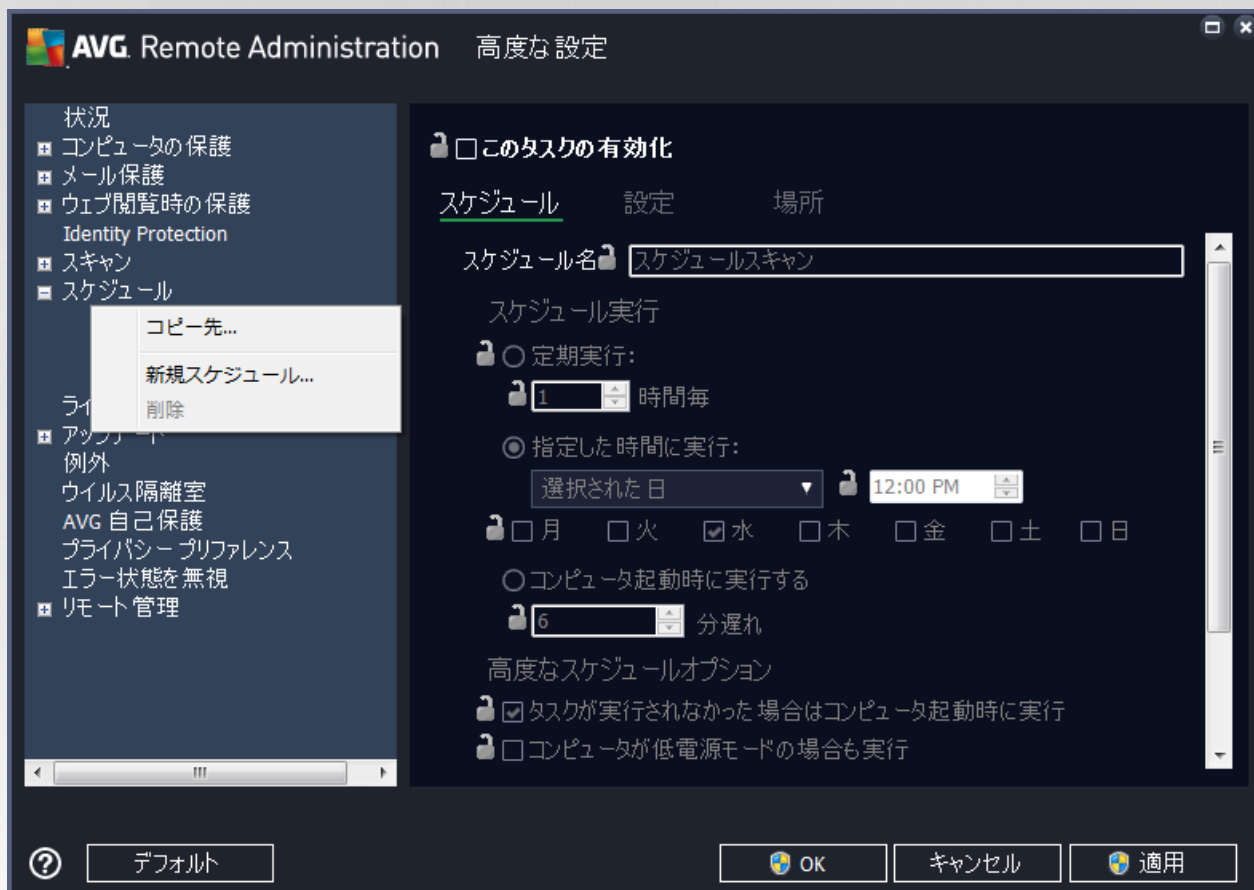 AVG. Remote Administration 高度な設定
状況
コンピュータの保護
メール保護
ウェブ閲覧時の保護
Identity Protection
スキャン
スケジュール
コピー先...
新規スケジュール...
削除
例外
ウイルス隔離室
AVG 自己保護
プライバシー プリファレンス
エラー状態を無視
リモート管理
このタスクの有効化
スケジュール 設定 場所
スケジュール名 スケジュールスキャン
スケジュール実行
定期実行:
1 時間毎
指定した時間に実行:
選択された日 12:00 PM
月 火 水 木 金 土 日
コンピュータ起動時に実行する
6 分遅れ
高度なスケジュールオプション
タスクが実行されなかった場合はコンピュータ起動時に実行
コンピュータが低電源モードの場合も実行
デフォルト OK キャンセル 適用